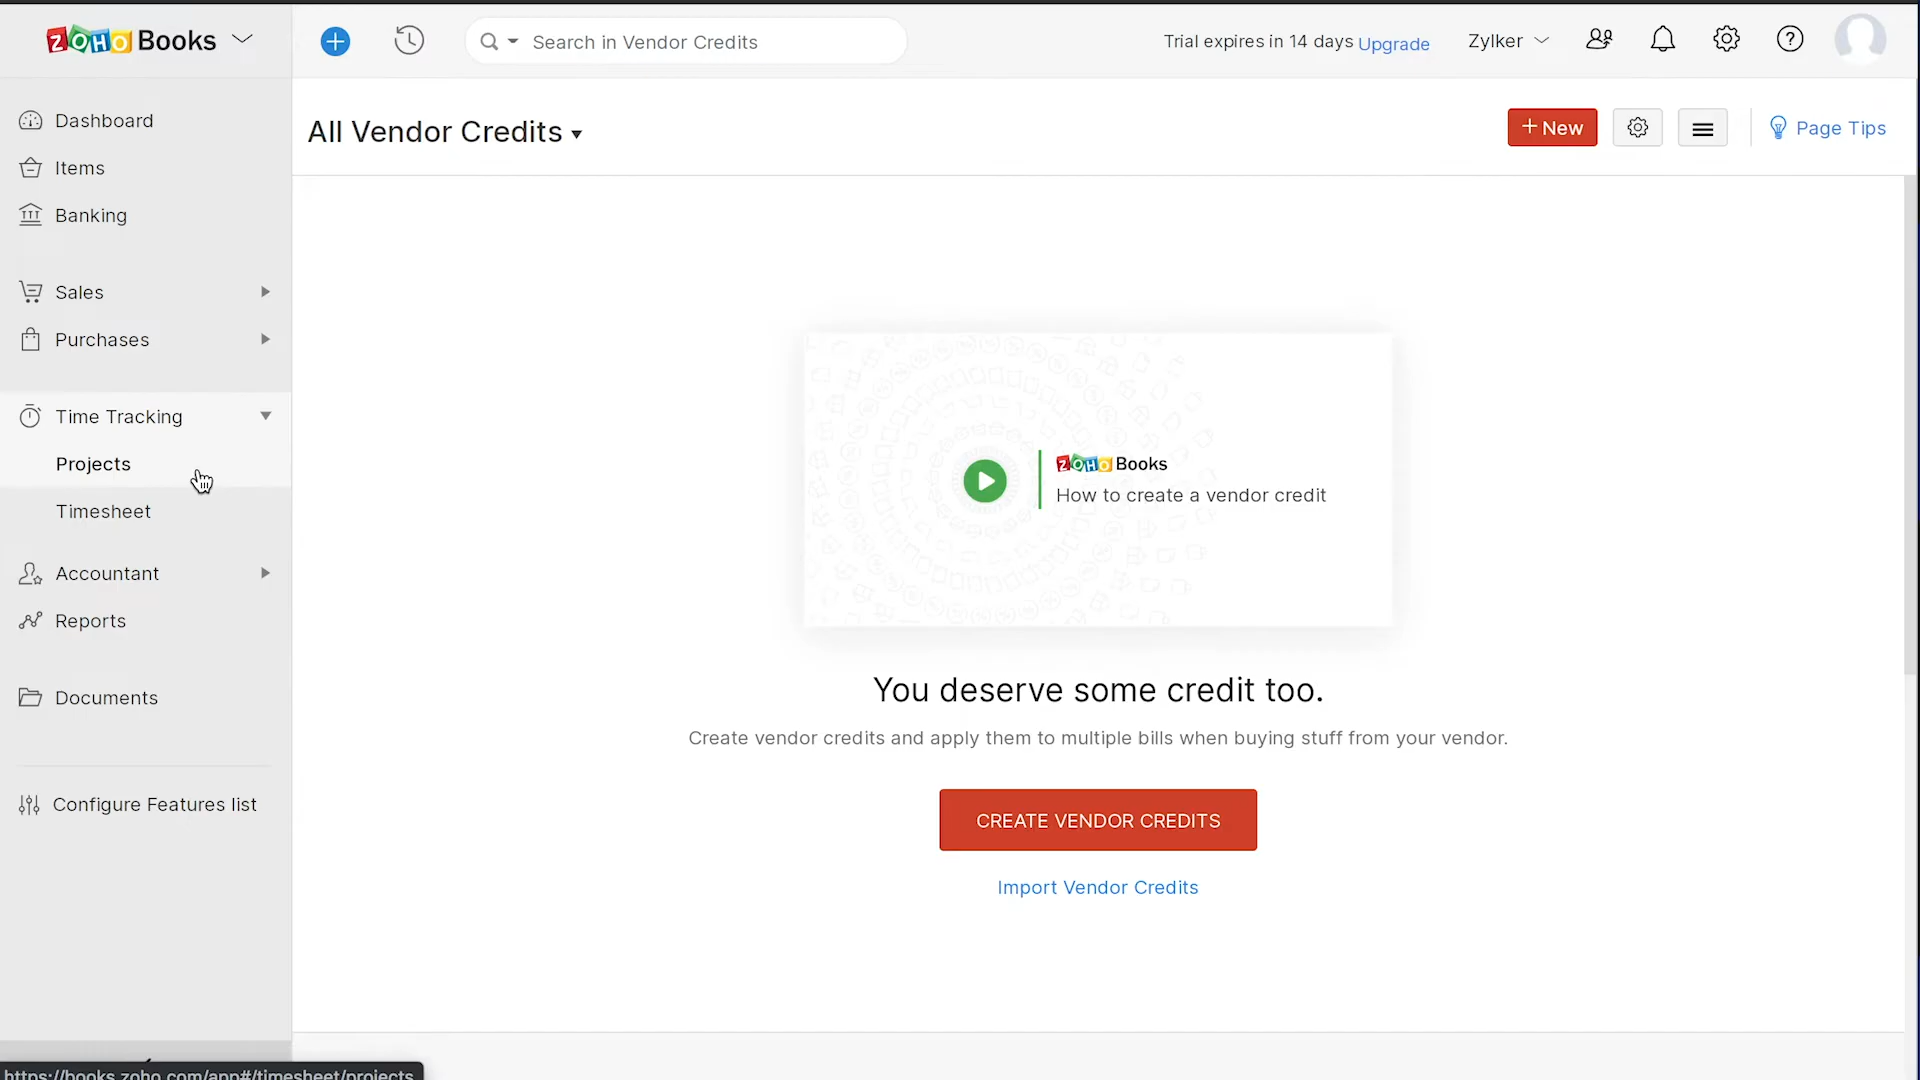 ZOHO Books
Search in Vendor Credits
Trial expires in 14 days Upgrade
Zylker
Dashboard
Items
Banking
Sales
Purchases
Time Tracking
Projects
Timesheet
Accountant
Reports
Documents
Configure Features list
All Vendor Credits
+ New
Page Tips
ZOHO Books
How to create a vendor credit
You deserve some credit too.
Create vendor credits and apply them to multiple bills when buying stuff from your vendor.
CREATE VENDOR CREDITS
Import Vendor Credits
https://books.zoho.com/app#/timesheet/projects